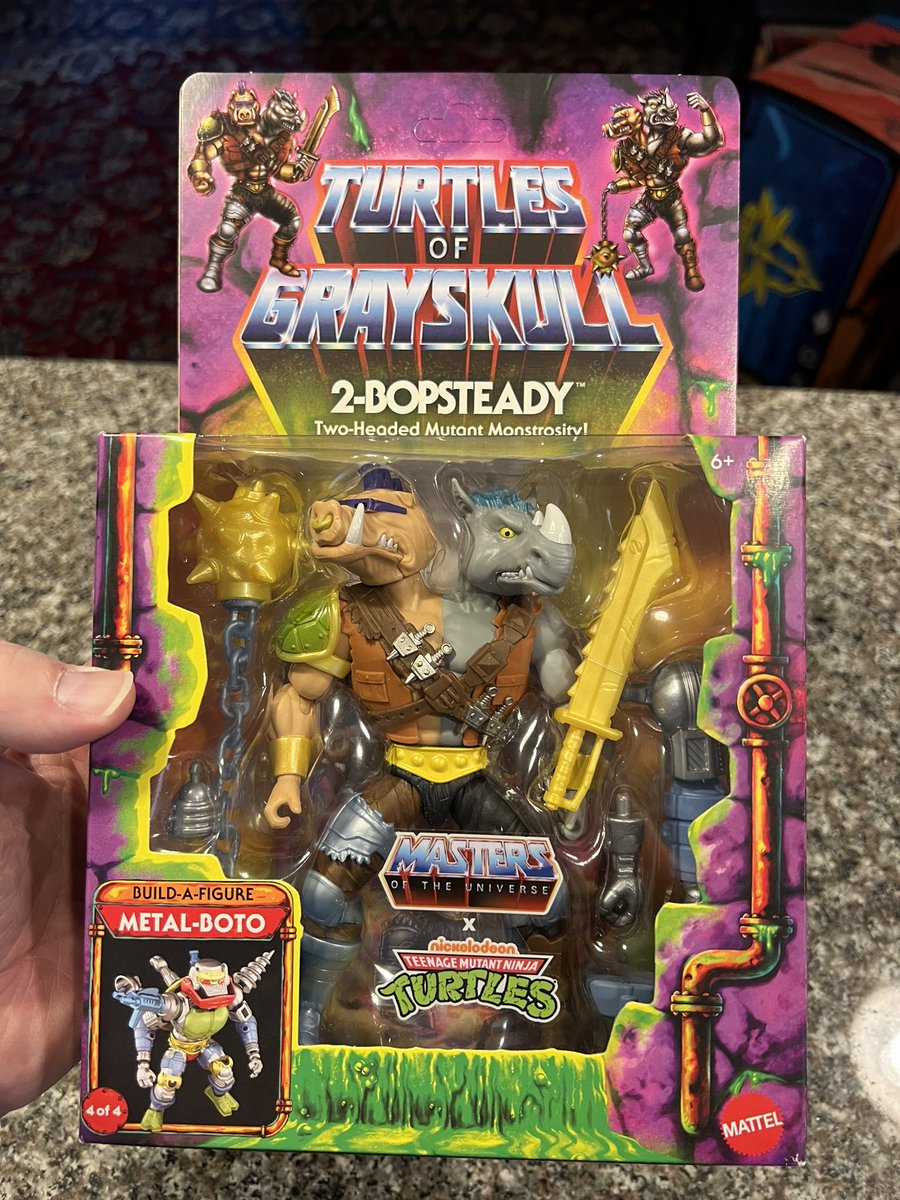 TURTLES
OF
GRAYSKULL
2-BOPSTEADY™
Two-Headed Mutant Monstrosity!
6+
MASTERS
OF THE UNIVERSE
X
nickelodeon
TEENAGE MUTANT NINJA
TURTLES
BUILD-A-FIGURE
METAL-BOTO
4 of 4
MATTEL